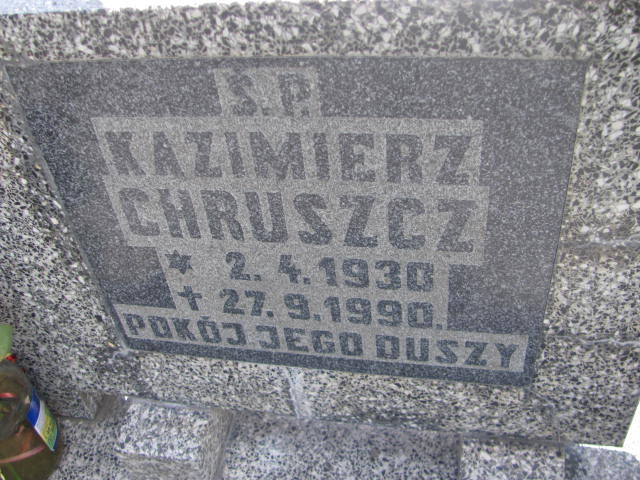 Ś.P.
KAZIMIERZ
CHRUSZCZ
* 2.4.1930
✝ 27.9.1990.
POKÓJ JEGO DUSZY